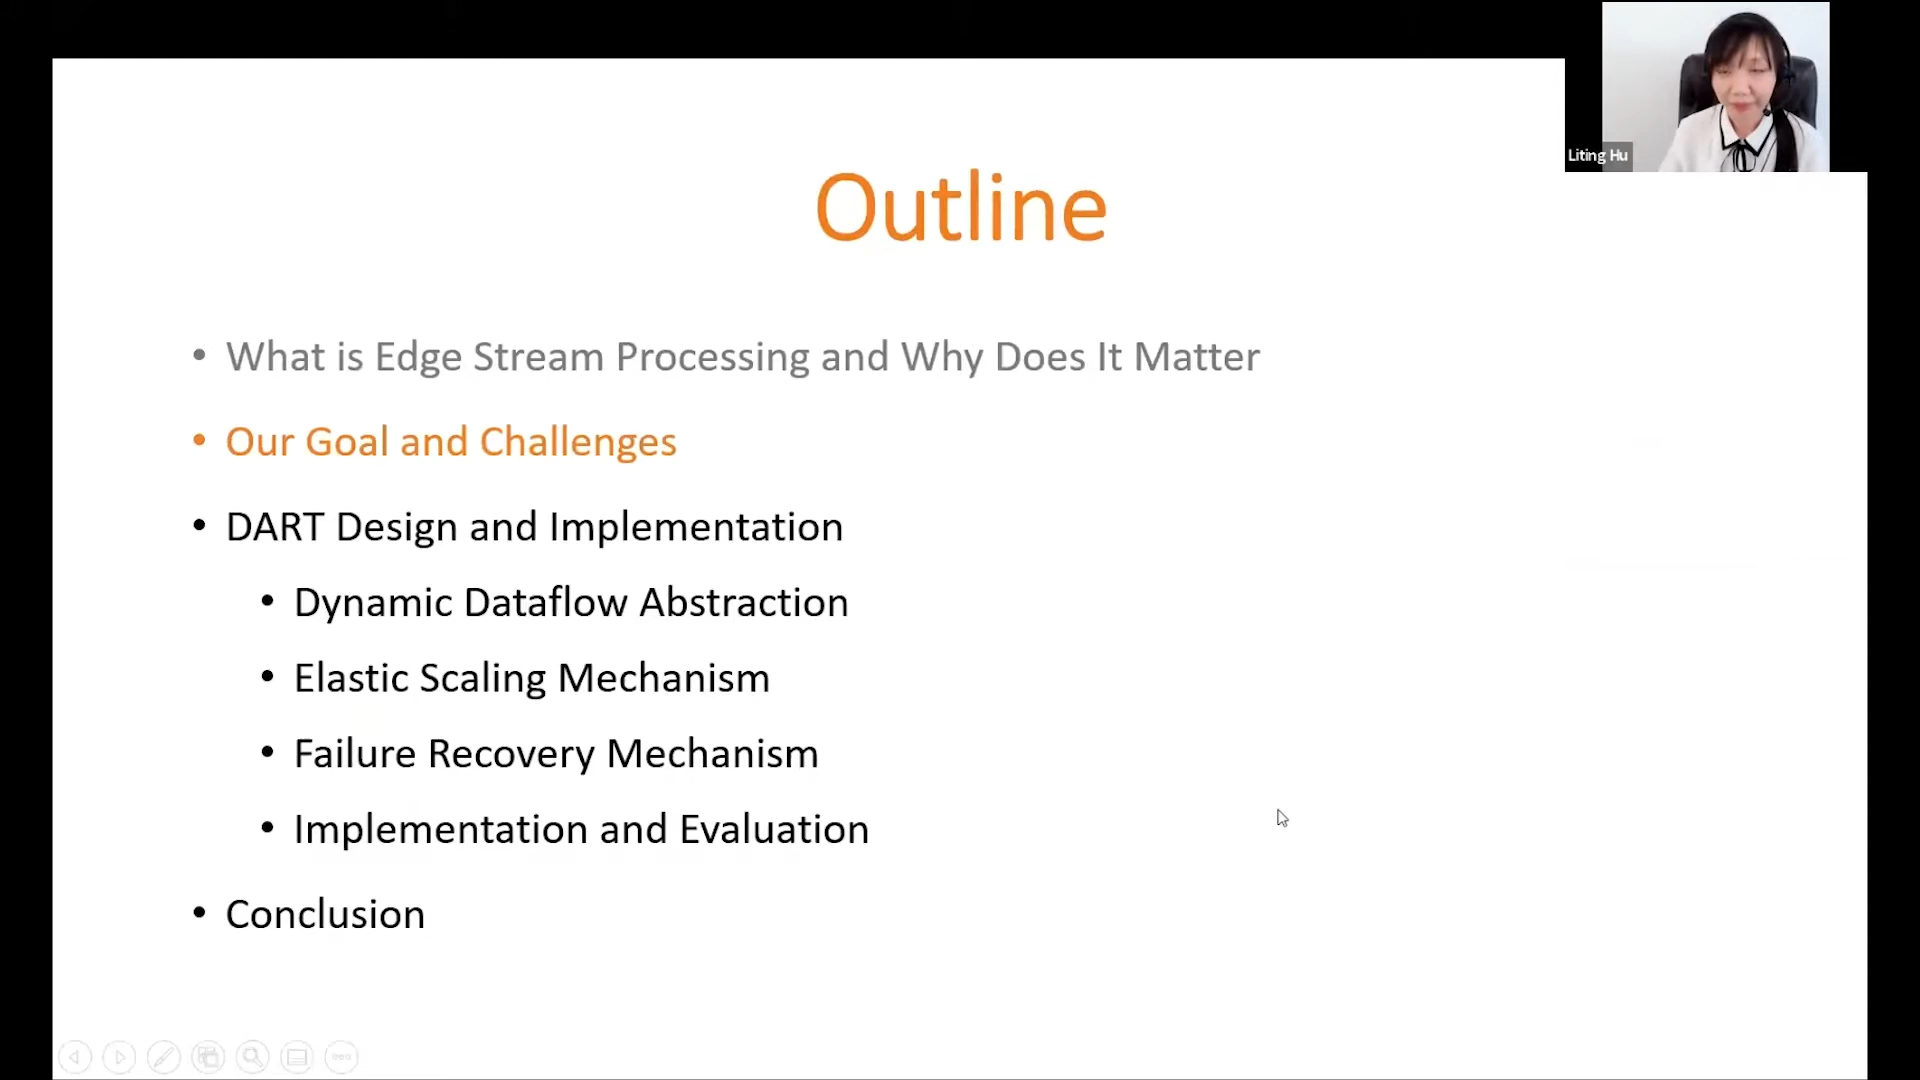 Liting Hu
Outline
• What is Edge Stream Processing and Why Does It Matter
• Our Goal and Challenges
• DART Design and Implementation
• Dynamic Dataflow Abstraction
• Elastic Scaling Mechanism
• Failure Recovery Mechanism
• Implementation and Evaluation
• Conclusion